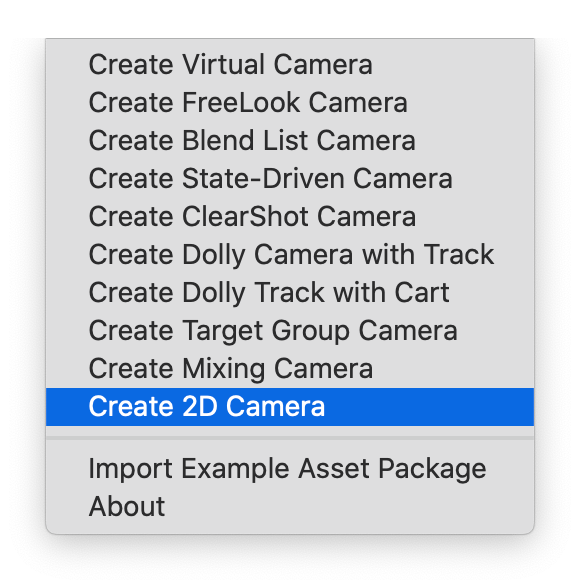 Create Virtual Camera
Create FreeLook Camera
Create Blend List Camera
Create State-Driven Camera
Create ClearShot Camera
Create Dolly Camera with Track
Create Dolly Track with Cart
Create Target Group Camera
Create Mixing Camera
Create 2D Camera
Import Example Asset Package
About